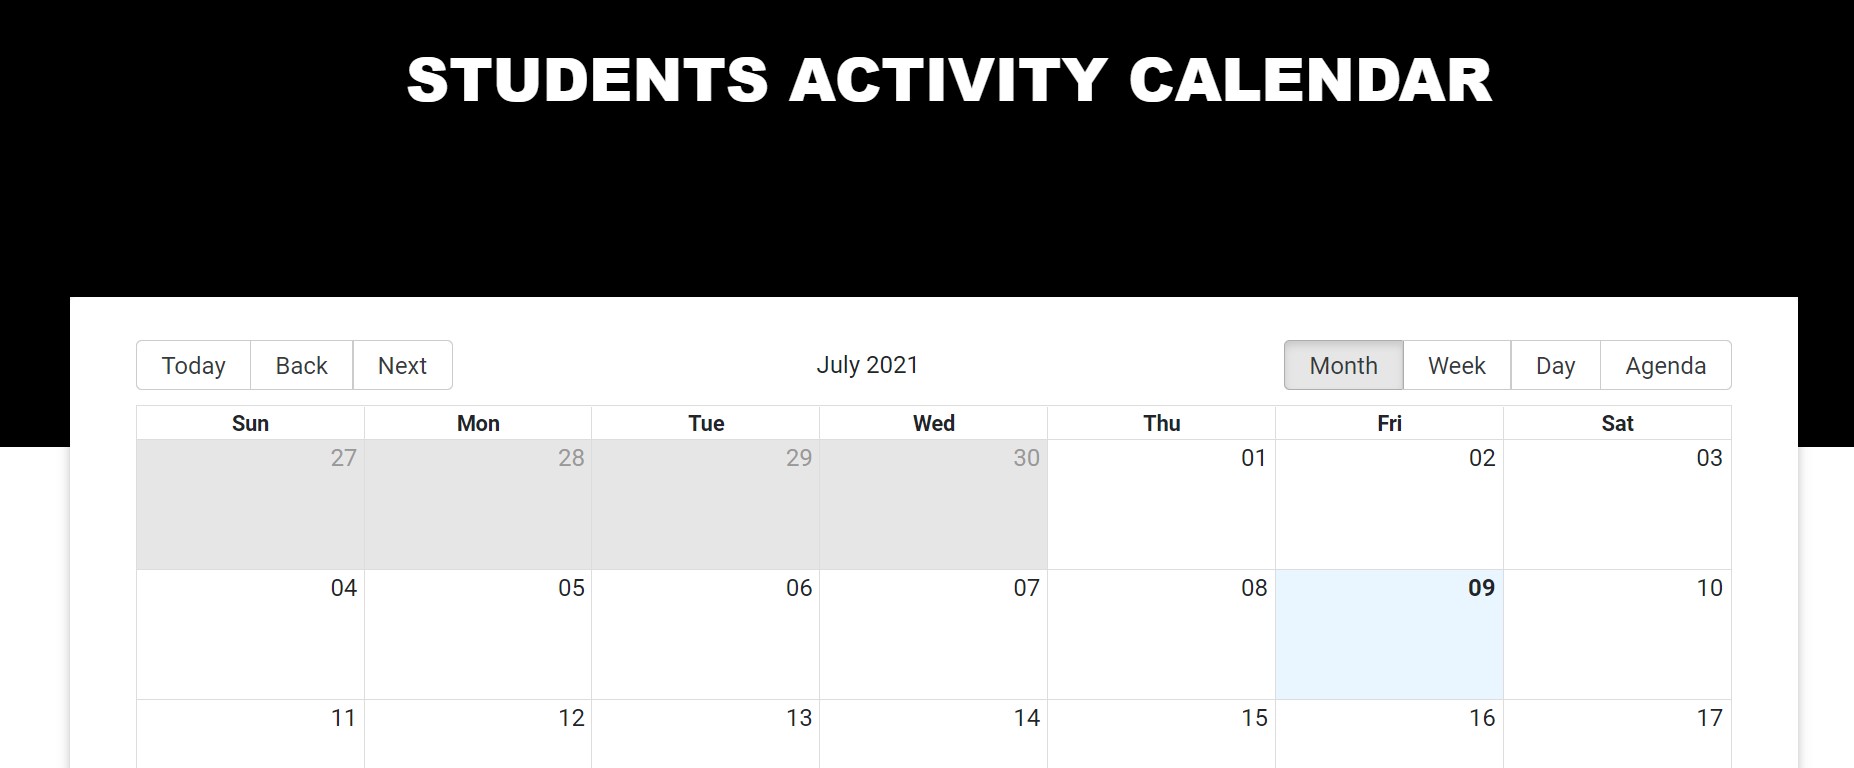 STUDENTS ACTIVITY CALENDAR
Today Back Next July 2021 Month Week Day Agenda
Sun Mon Tue Wed Thu Fri Sat
27 28 29 30 01 02 03
04 05 06 07 08 09 10
11 12 13 14 15 16 17